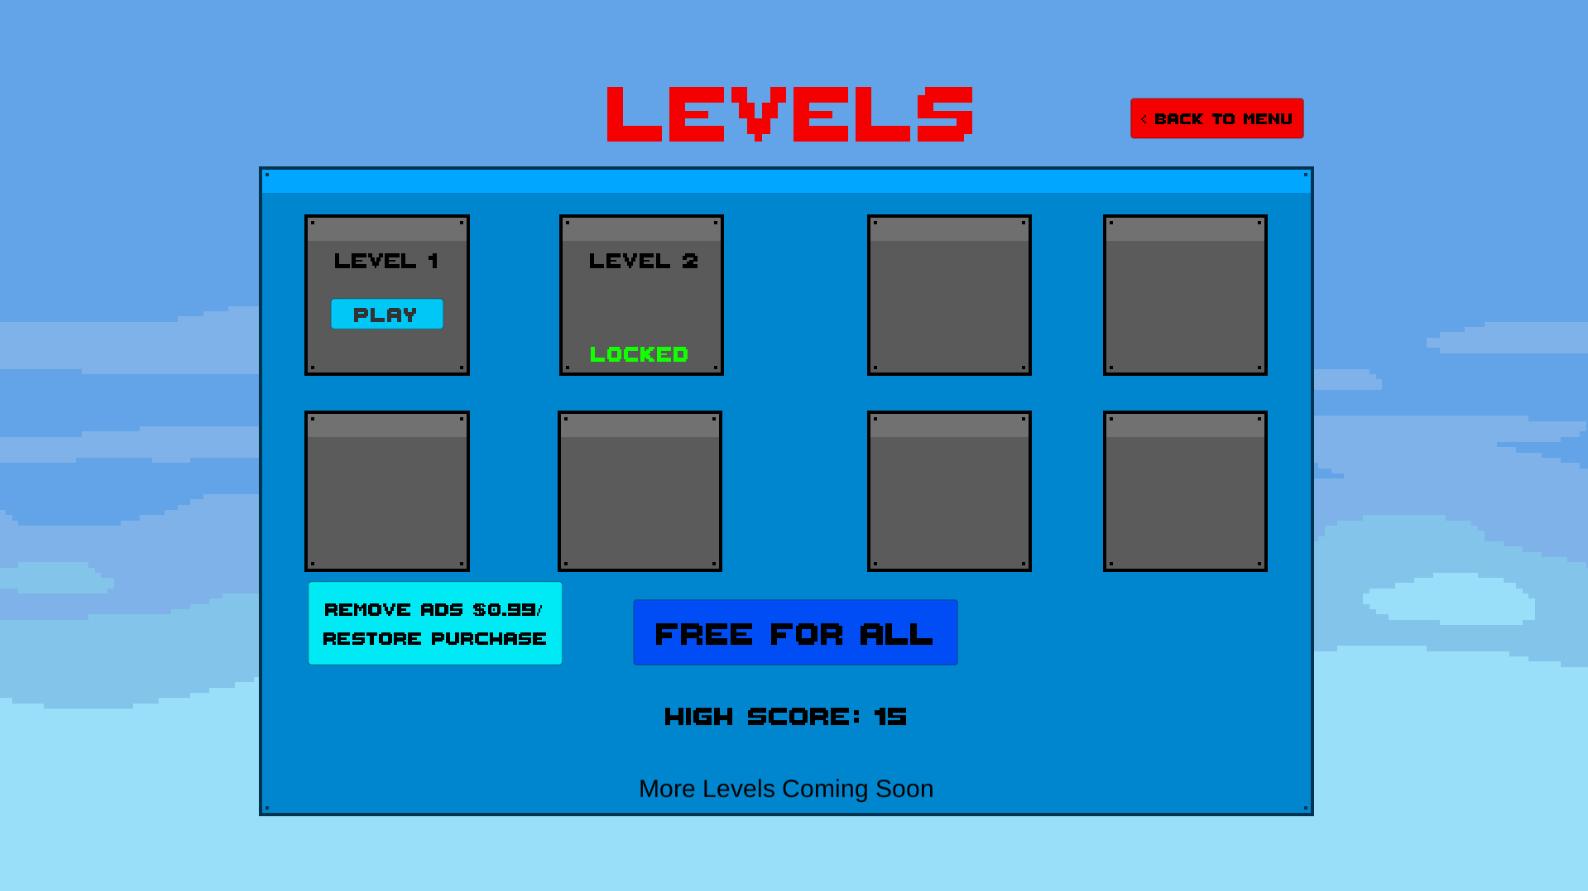 LEVELS
< BACK TO MENU
LEVEL 1
LEVEL 2
PLAY
LOCKED
REMOVE ADS $0.99/
RESTORE PURCHASE
FREE FOR ALL
HIGH SCORE: 15
More Levels Coming Soon